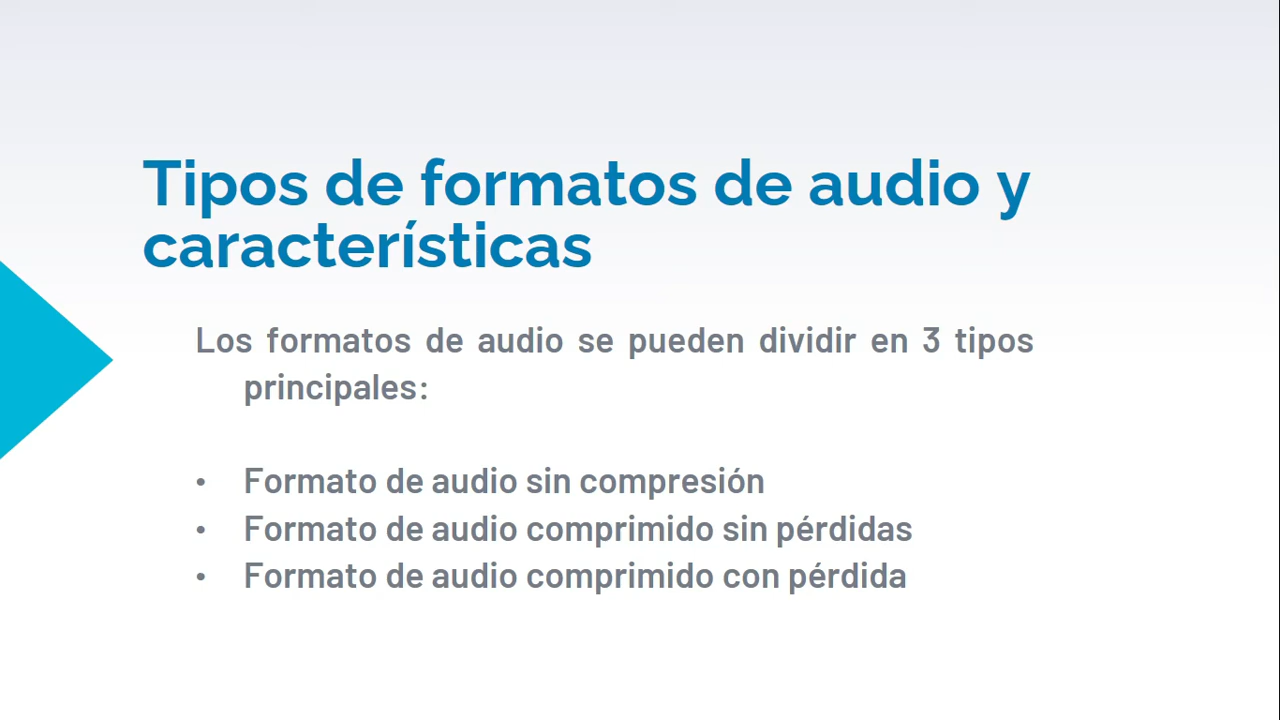 Tipos de formatos de audio y
características
Los formatos de audio se pueden dividir en 3 tipos
principales:
• Formato de audio sin compresión
• Formato de audio comprimido sin pérdidas
• Formato de audio comprimido con pérdida